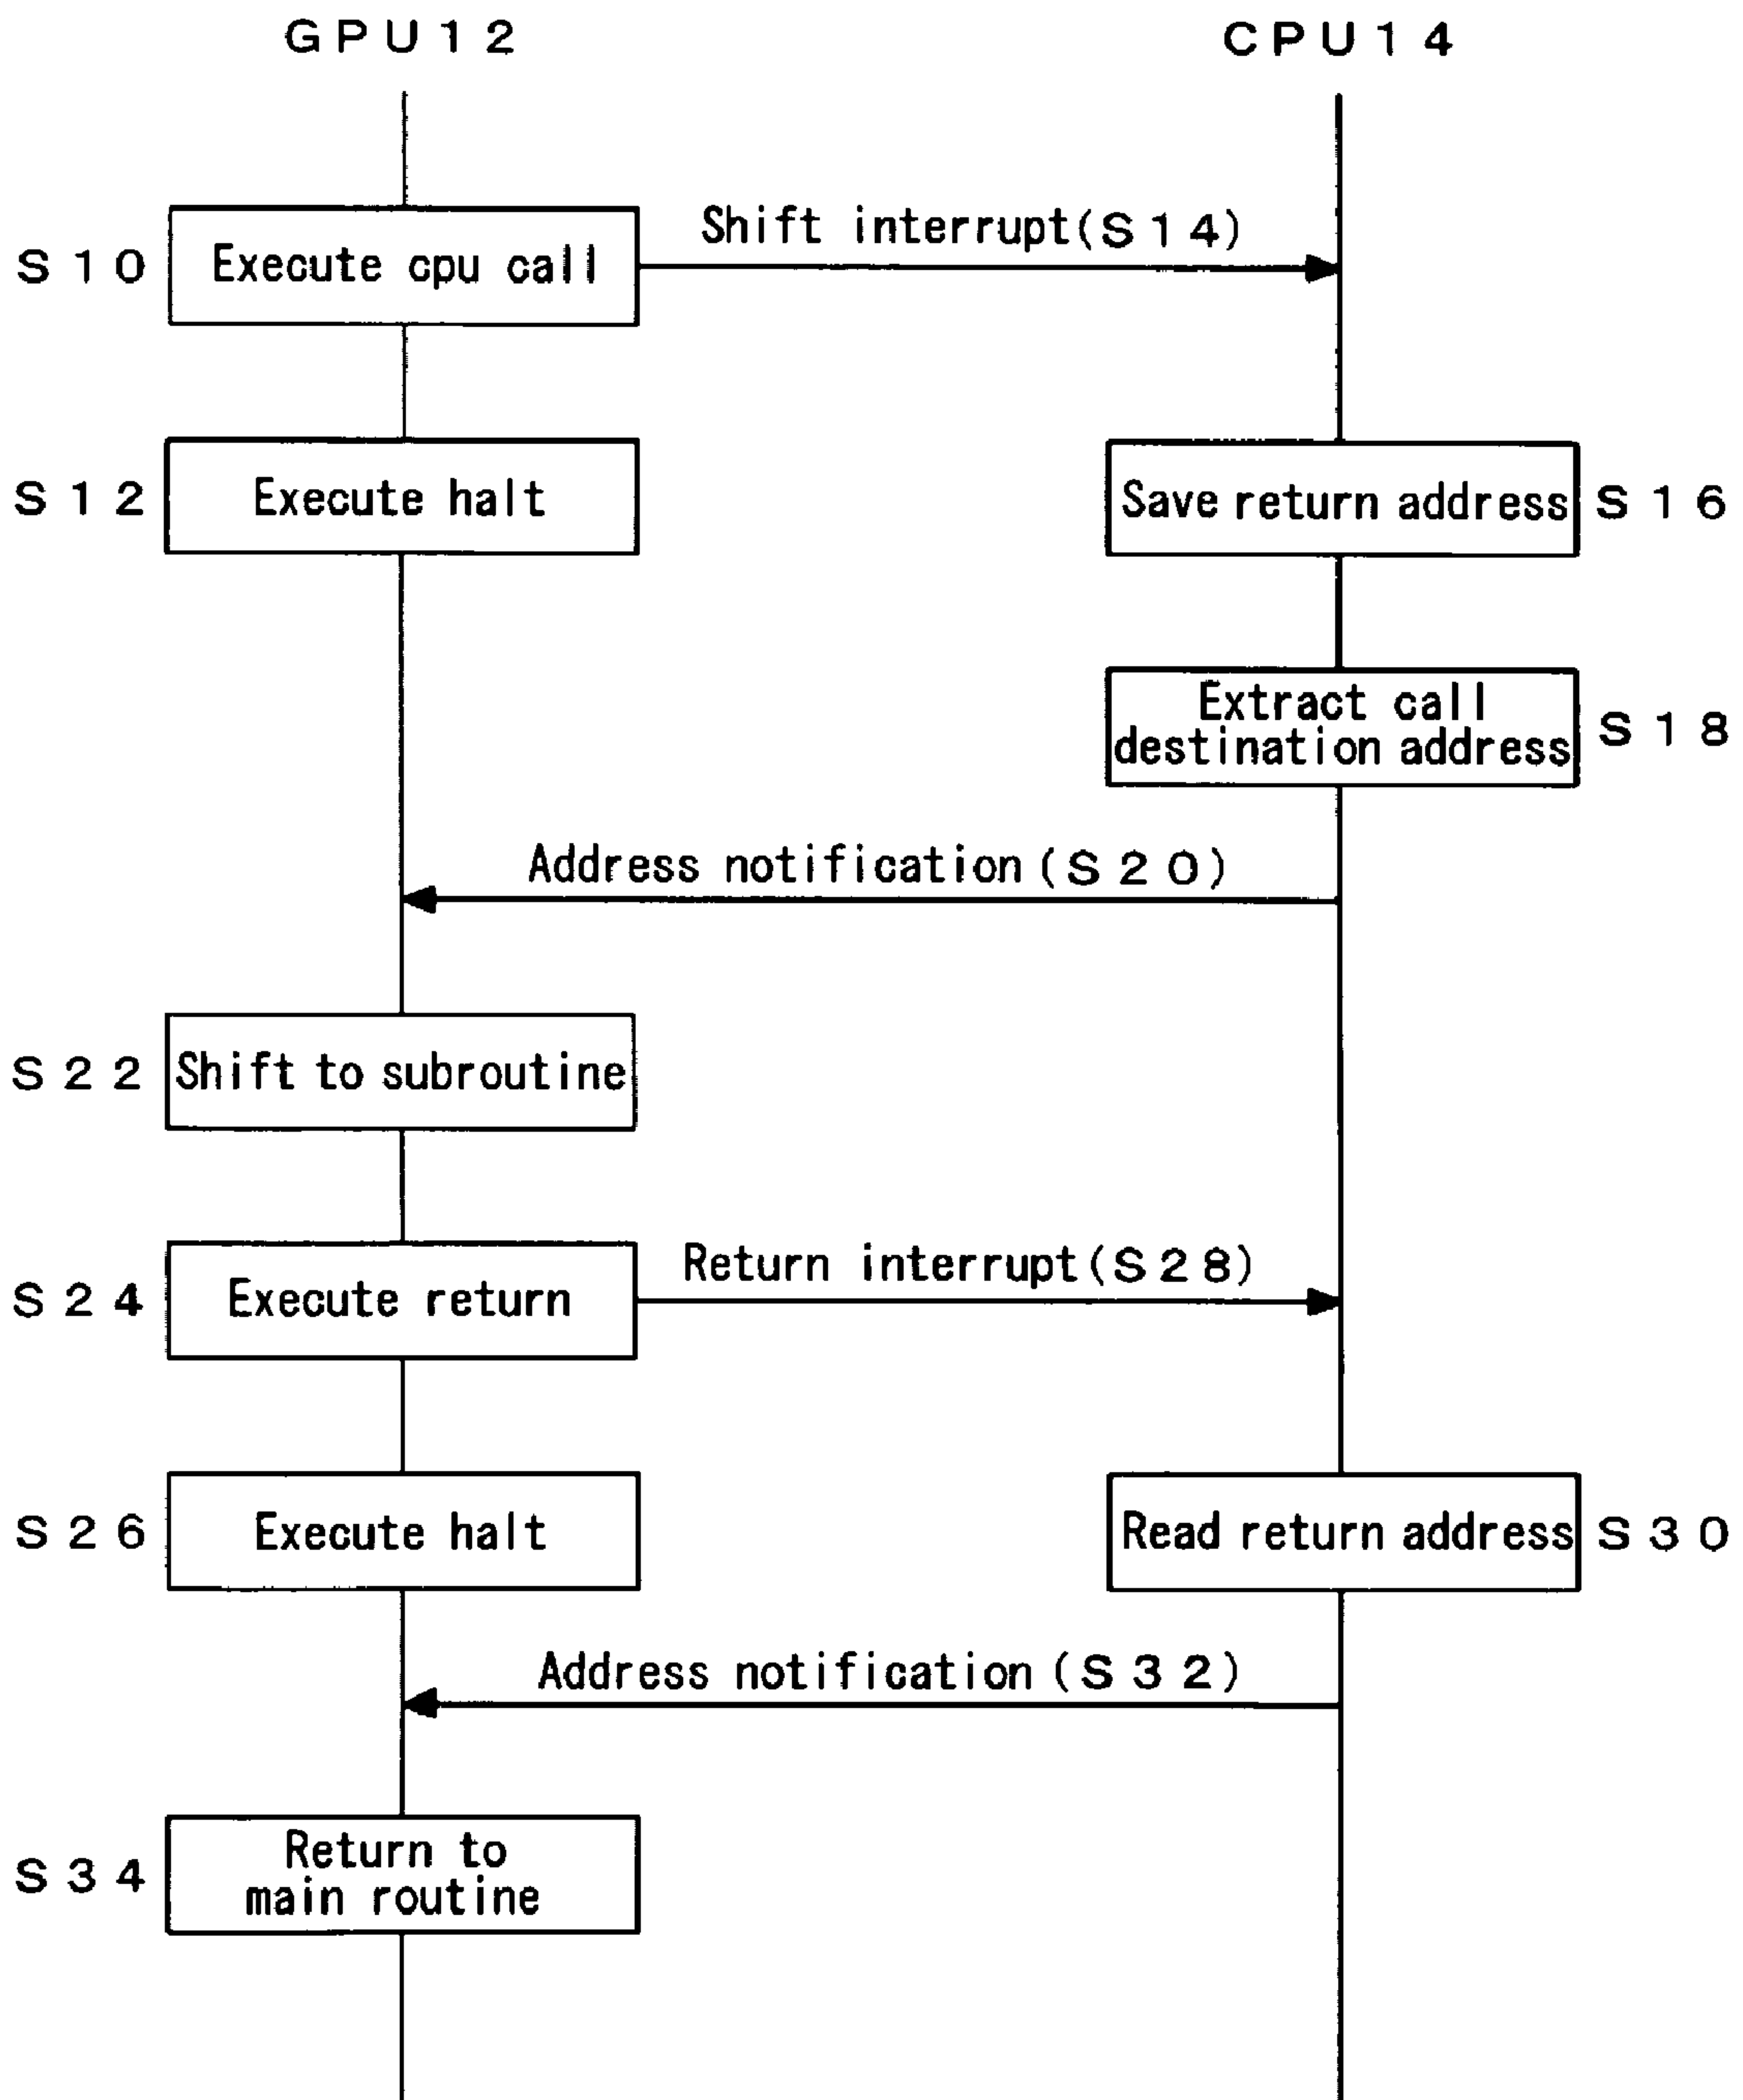 GPU12
CPU14
S10
Execute cpu call
Shift interrupt(S14)
S12
Execute halt
Save return address
S16
Extract call
destination address
S18
Address notification(S20)
S22
Shift to subroutine
S24
Execute return
Return interrupt(S28)
S26
Execute halt
Read return address
S30
Address notification(S32)
S34
Return to
main routine